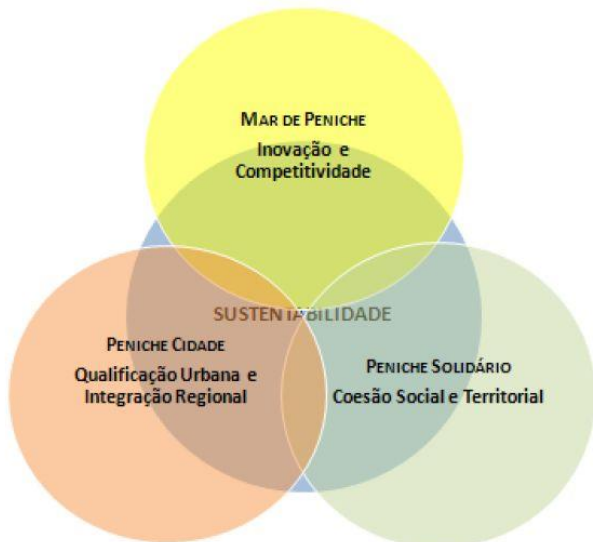 MAR DE PENICHE
Inovação e
Competitividade
SUSTENTABILIDADE
PENICHE CIDADE
Qualificação Urbana e
Integração Regional
PENICHE SOLIDÁRIO
Coesão Social e Territorial